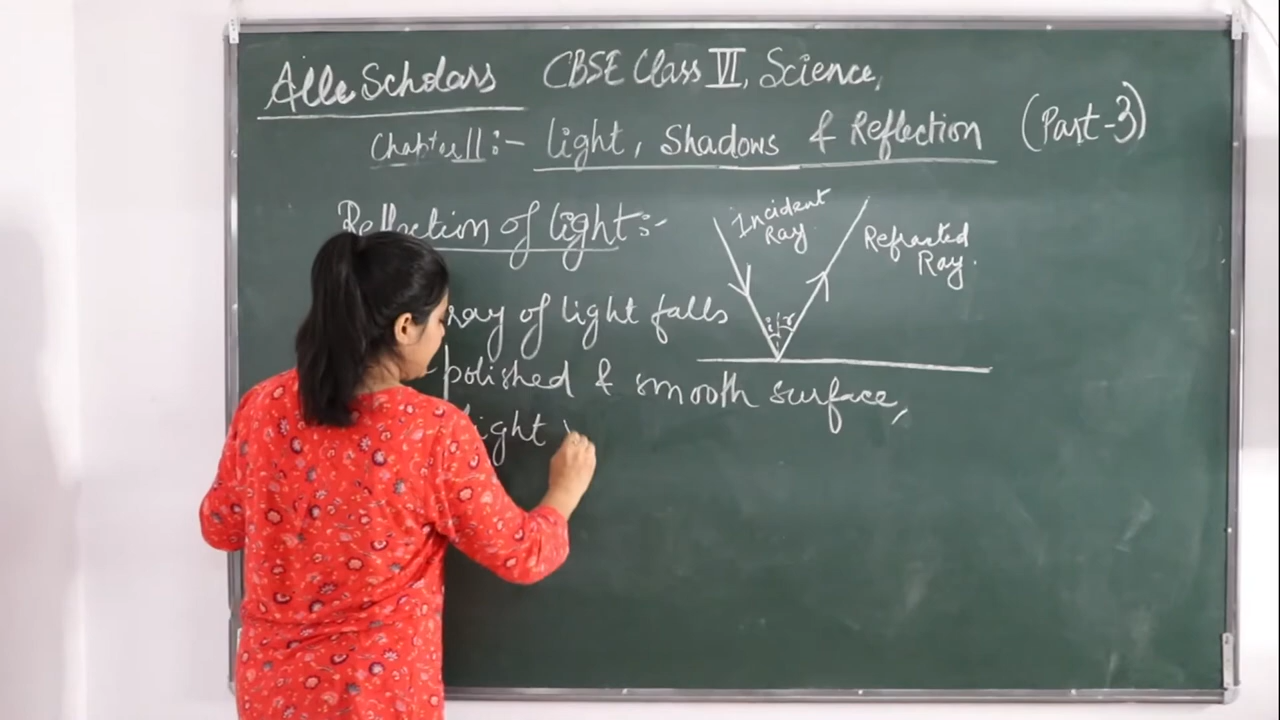 Alle Scholars CBSE Class VI, Science,
Chapter 11 :- light, Shadows & Reflection (Part-3)
Reflection of light :-
Incident
Ray.
Refracted
Ray.
i r
ray of light falls
polished & smooth surface,
light